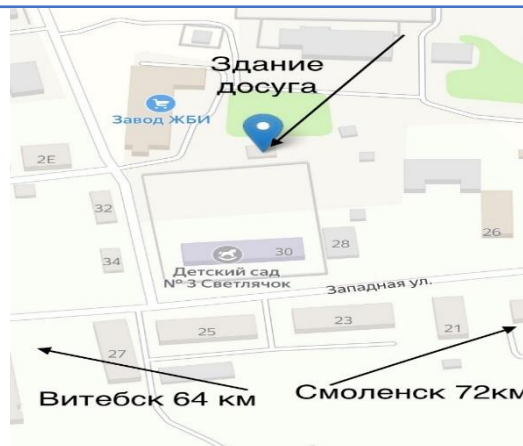 Здание
досуга
Завод ЖБИ
2Е
32
26
30
28
34
Детский сад
№ 3 Светлячок
Западная ул.
25
23
21
27
Витебск 64 км
Смоленск 72км